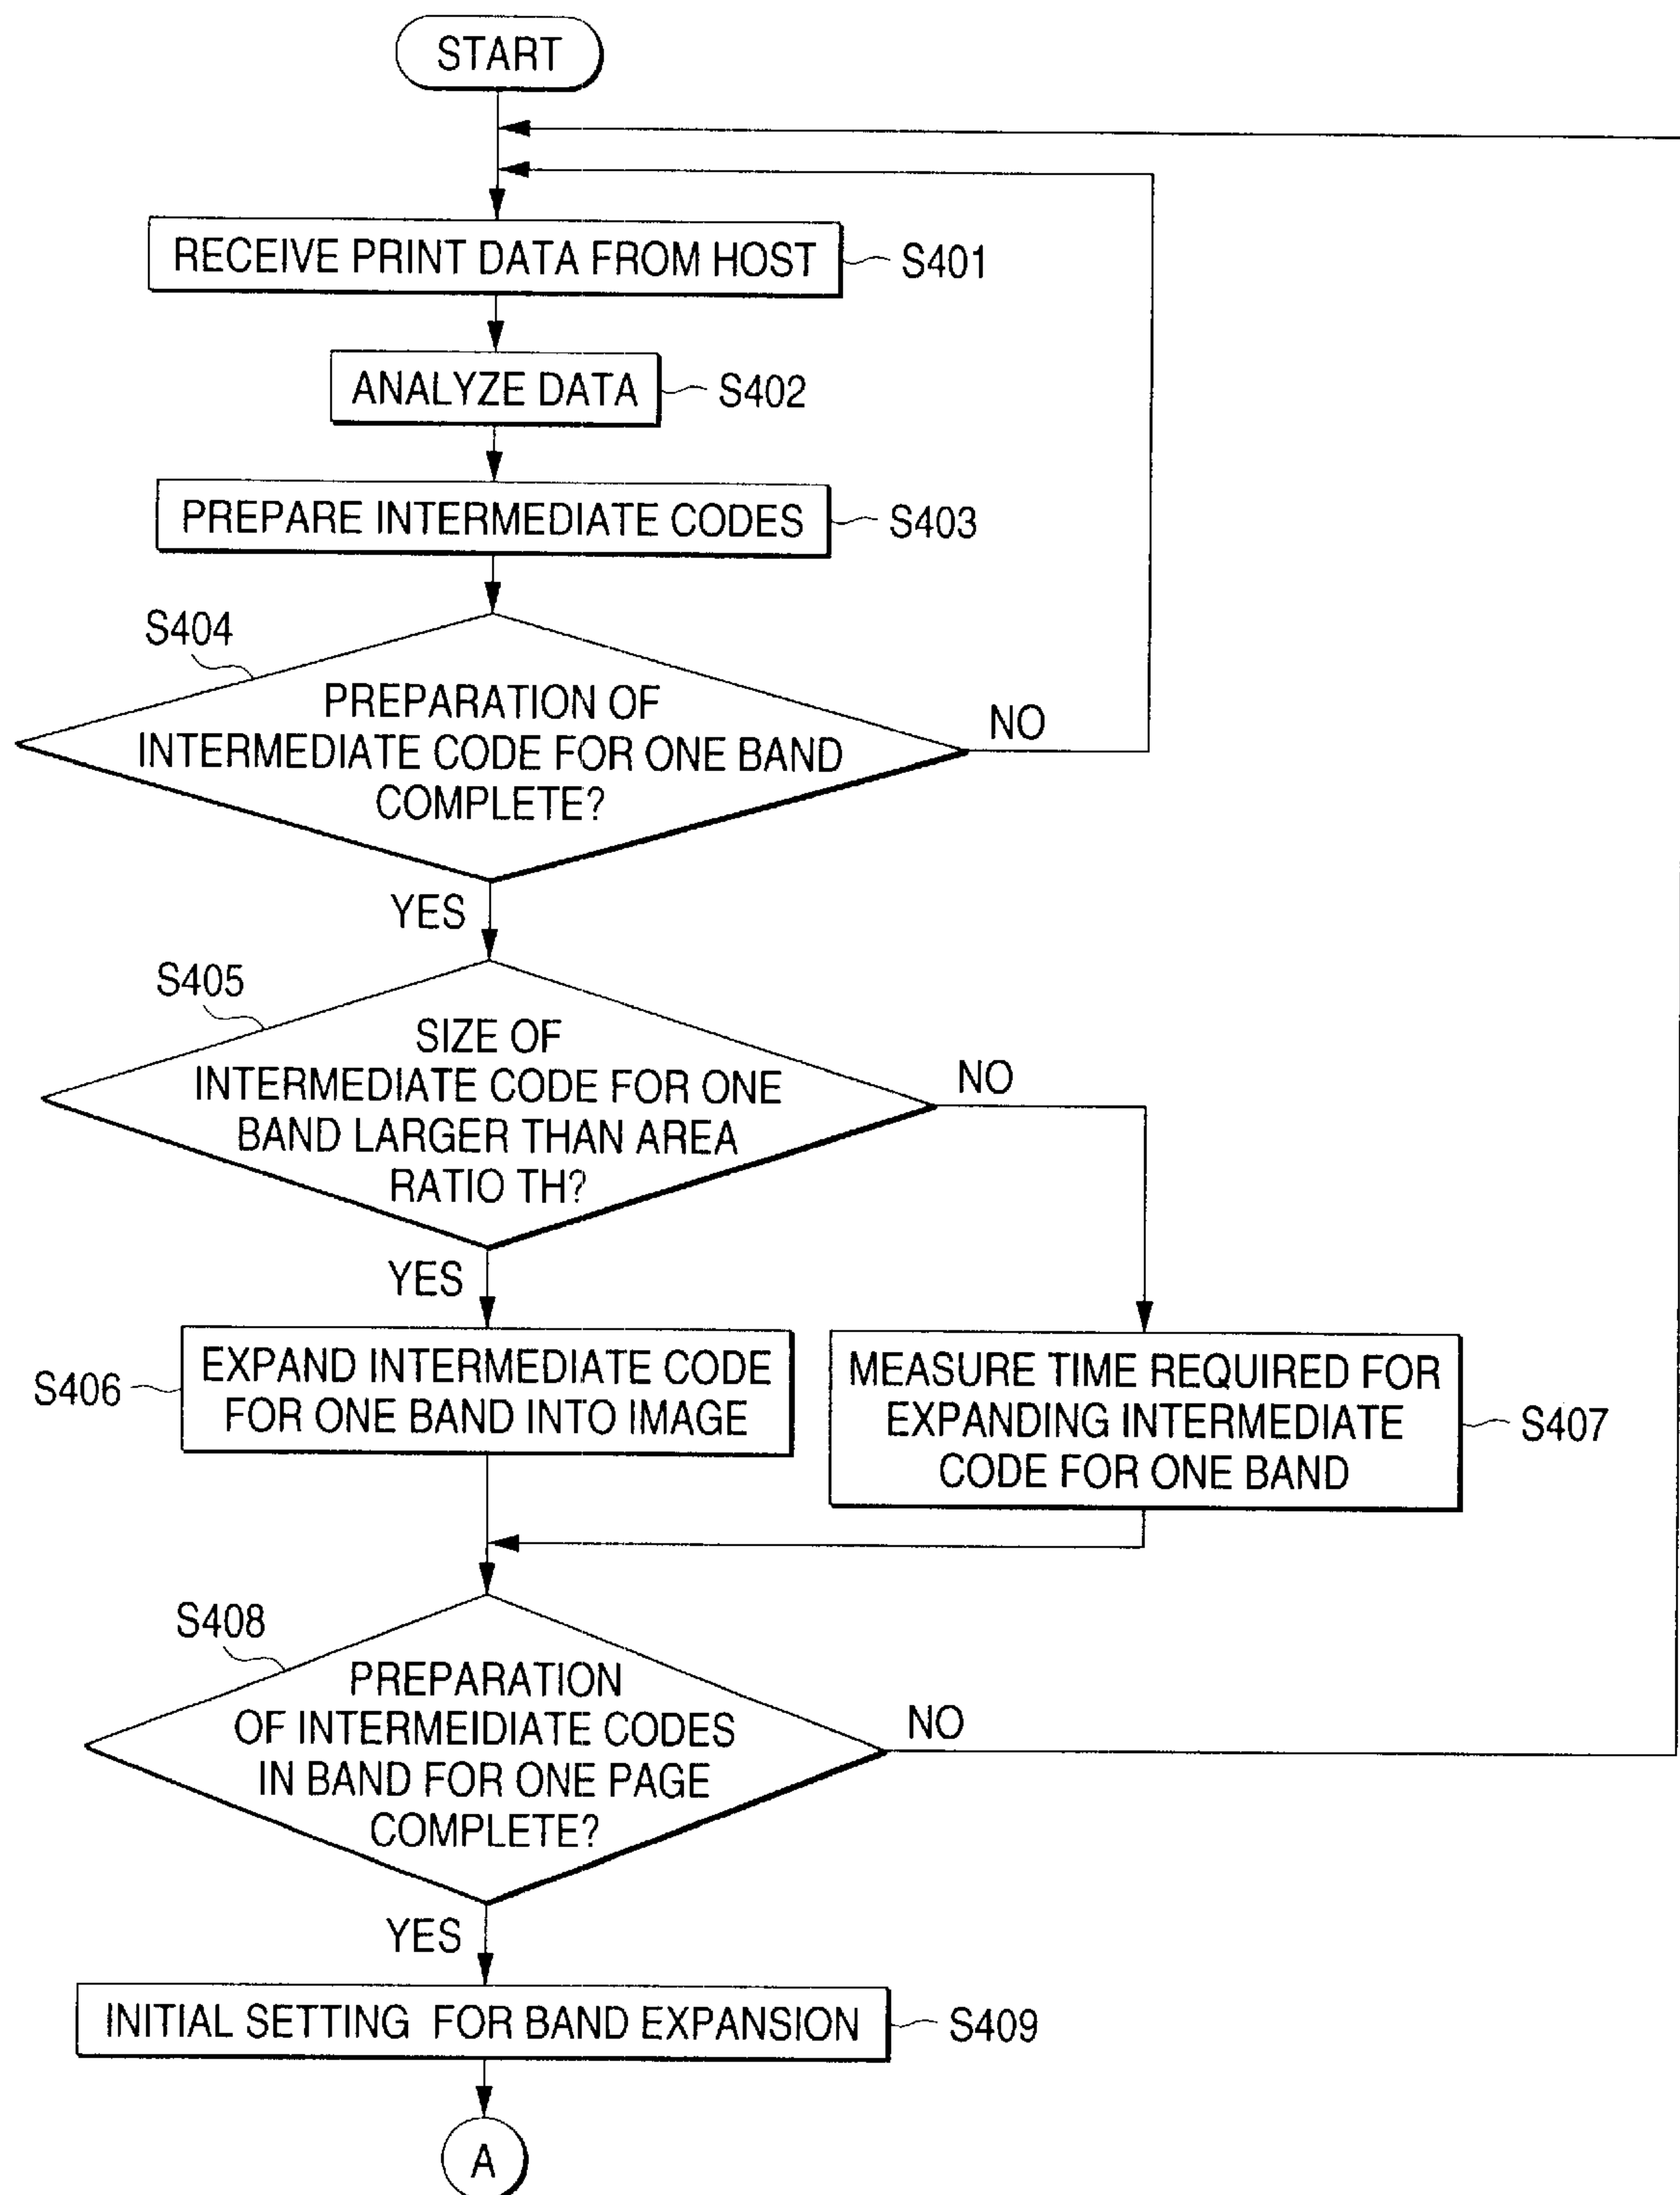 START
RECEIVE PRINT DATA FROM HOST
S401
ANALYZE DATA
S402
PREPARE INTERMEDIATE CODES
S403
S404
PREPARATION OF
INTERMEDIATE CODE FOR ONE BAND
COMPLETE?
NO
YES
S405
SIZE OF
INTERMEDIATE CODE FOR ONE
BAND LARGER THAN AREA
RATIO TH?
NO
YES
S406
EXPAND INTERMEDIATE CODE
FOR ONE BAND INTO IMAGE
MEASURE TIME REQUIRED FOR
EXPANDING INTERMEDIATE
CODE FOR ONE BAND
S407
S408
PREPARATION
OF INTERMEIDIATE CODES
IN BAND FOR ONE PAGE
COMPLETE?
NO
YES
INITIAL SETTING FOR BAND EXPANSION
S409
A